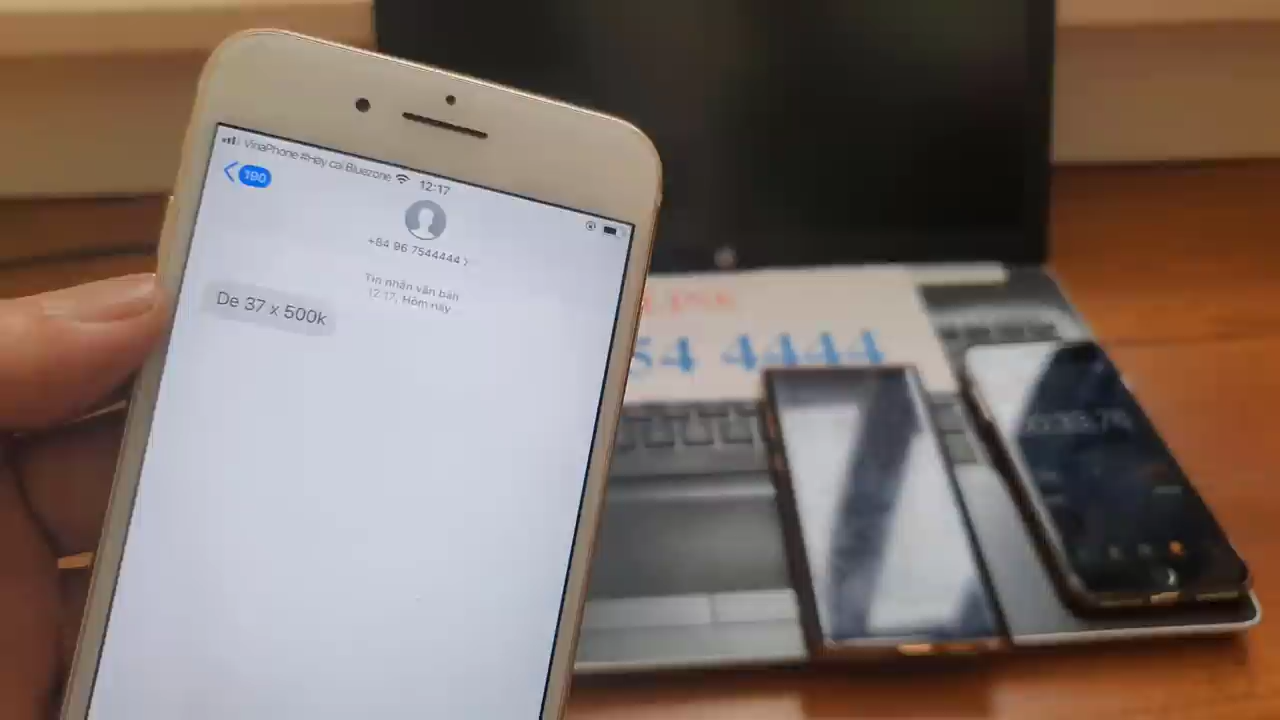 VinaPhone #Hay cai Bluezone 12:17
190
+84 96 7544444 >
Tin nhắn văn bản
12:17, Hôm nay
De 37 x 500k
54 4444